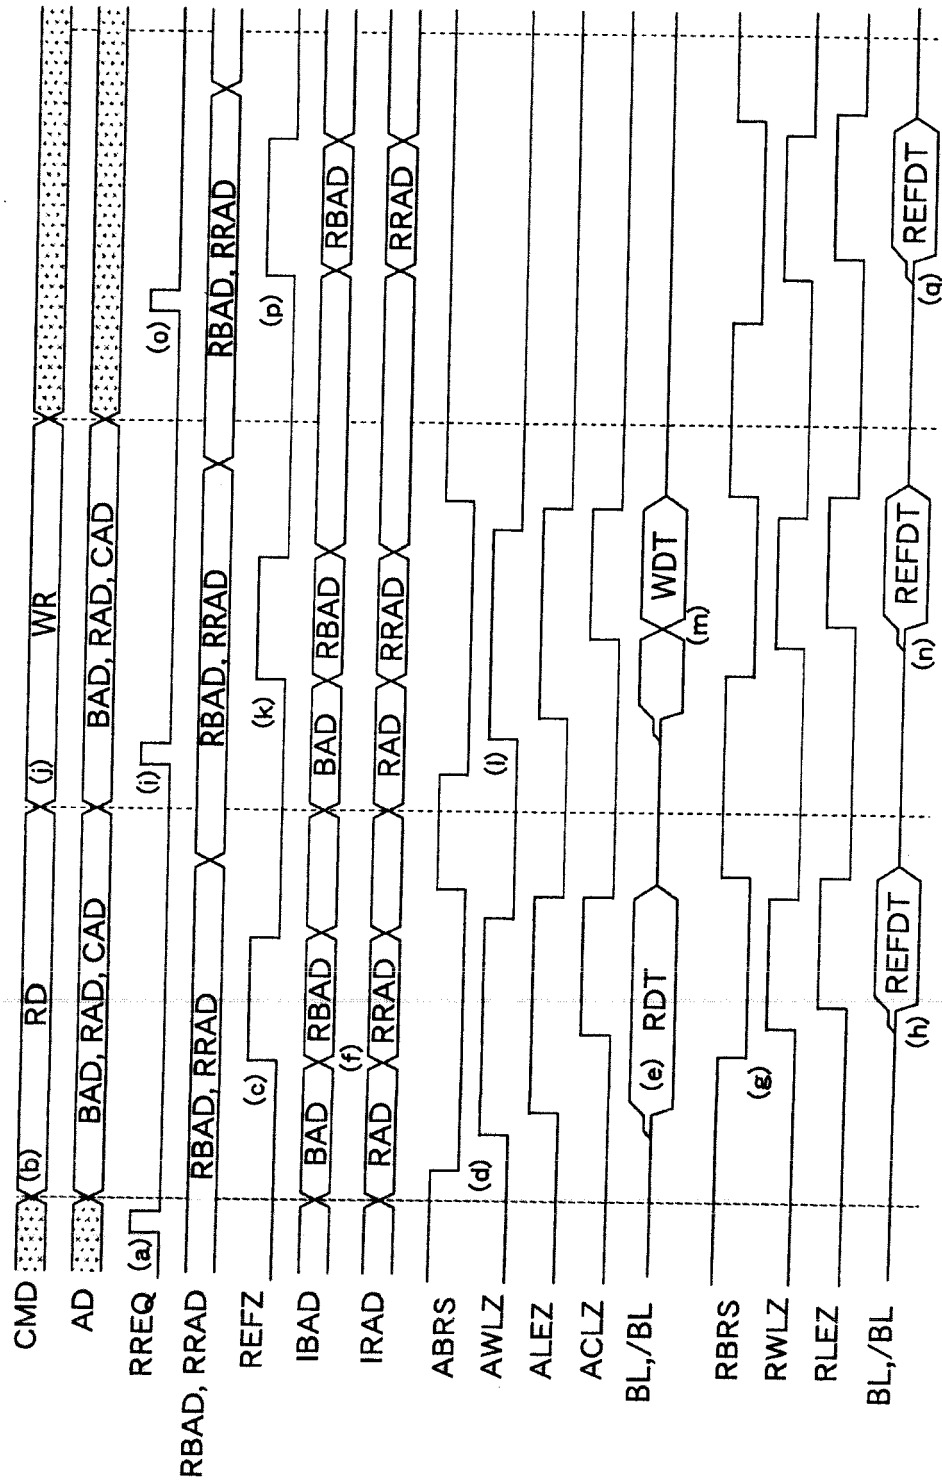 CMD (b) RD (j) WR
AD BAD, RAD, CAD BAD, RAD, CAD
RREQ (a) (i) (o)
RBAD, RRAD RBAD, RRAD RBAD, RRAD RBAD, RRAD
REFZ (c) (k) (p)
IBAD BAD RBAD BAD RBAD RBAD
(f)
IRAD RAD RRAD RAD RRAD RRAD
ABRS
AWLZ (d) (l)
ALEZ
ACLZ
BL,/BL (e) RDT WDT
(m)
RBRS
RWLZ (g)
RLEZ
BL,/BL REFDT REFDT REFDT
(h) (n) (q)